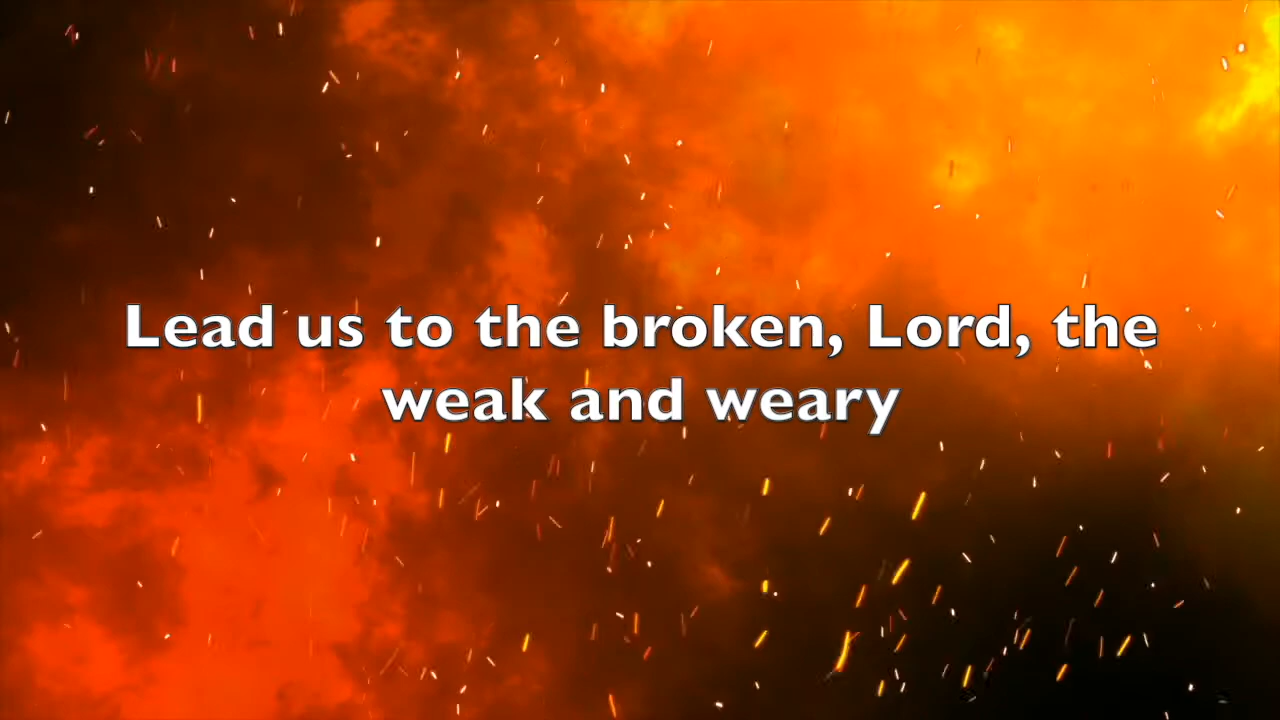 Lead us to the broken, Lord, the
weak and weary